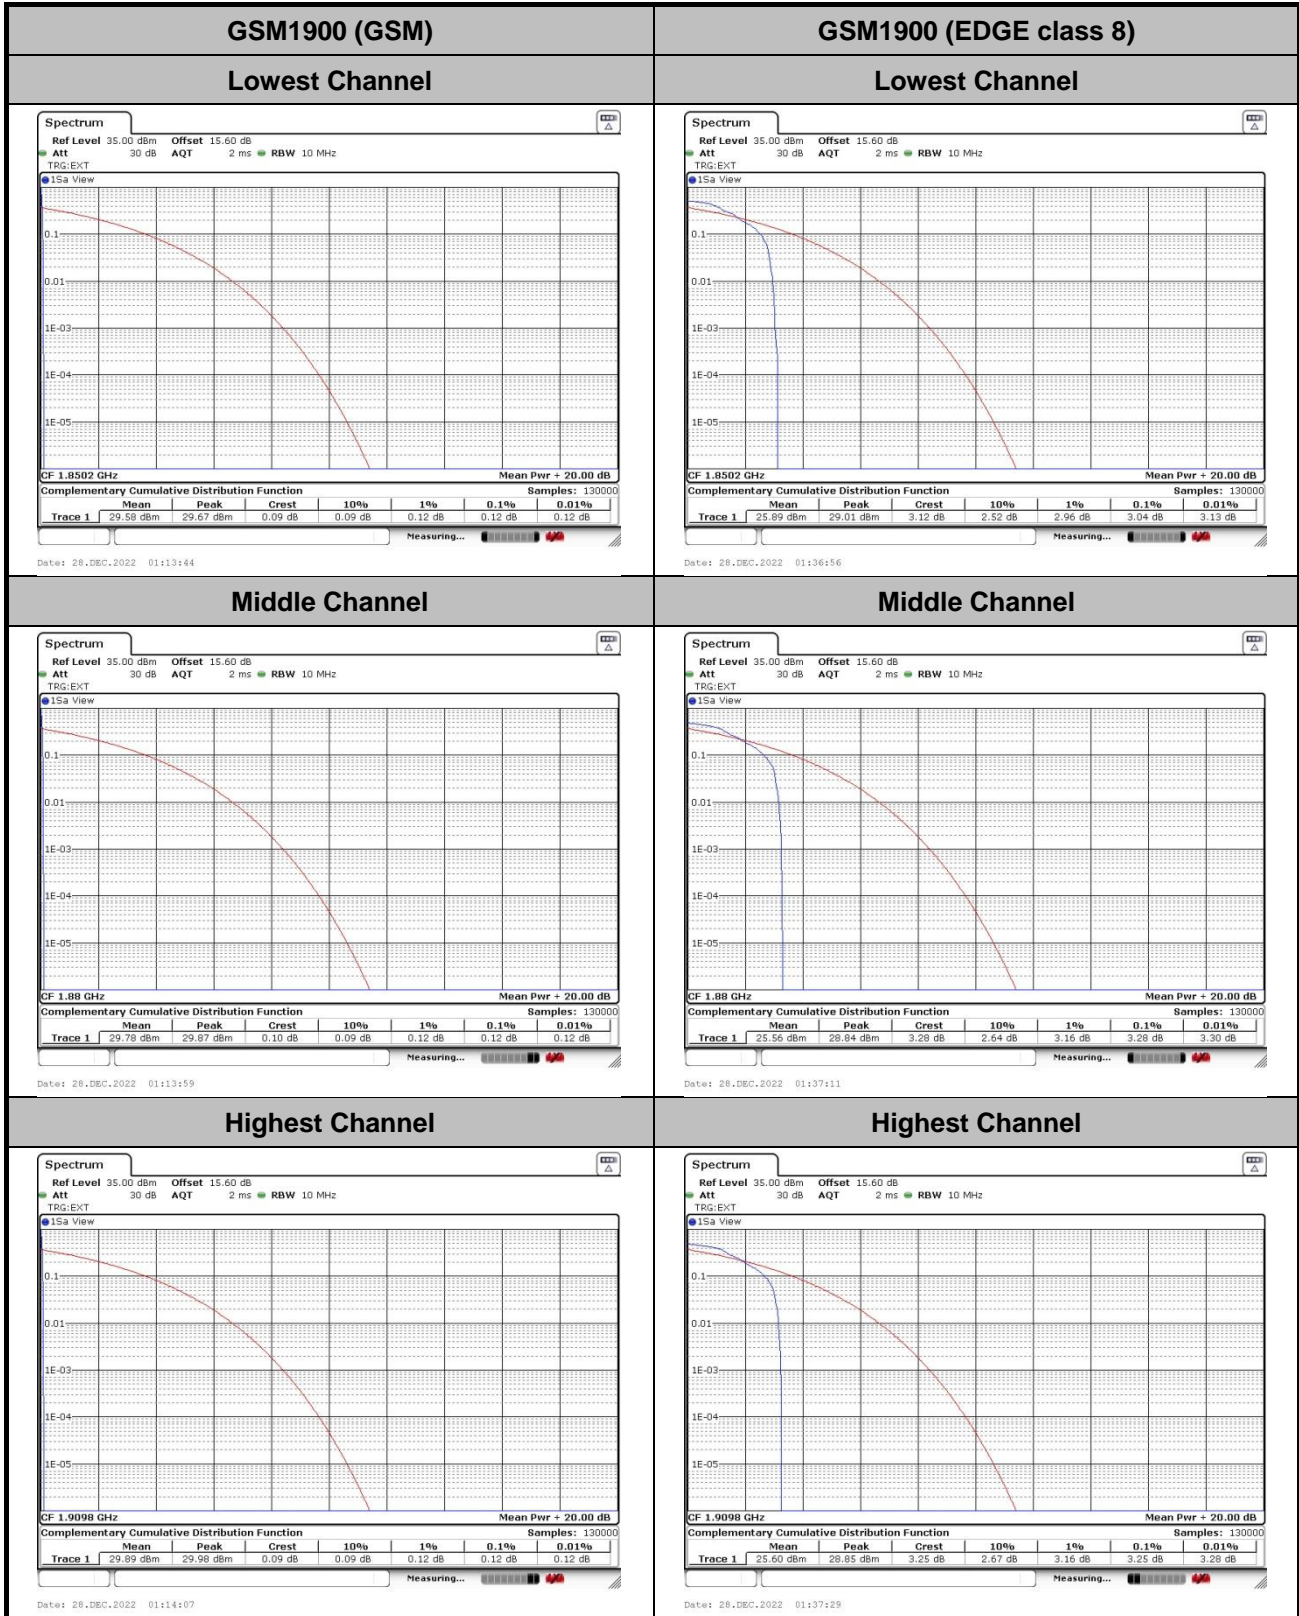 GSM1900 (GSM) GSM1900 (EDGE class 8)
Lowest Channel Lowest Channel
Spectrum
Ref Level 35.00 dBm Offset 15.60 dB
Att 30 dB AQT 2 ms RBW 10 MHz
TRG:EXT
1Sa View
0.1
0.01
1E-03
1E-04
1E-05
CF 1.8502 GHz Mean Pwr + 20.00 dB
Complementary Cumulative Distribution Function Samples: 130000
Mean Peak Crest 10% 1% 0.1% 0.01%
Trace 1 29.58 dBm 29.67 dBm 0.09 dB 0.09 dB 0.12 dB 0.12 dB 0.12 dB
Measuring...
Date: 28.DEC.2022 01:13:44
Spectrum
Ref Level 35.00 dBm Offset 15.60 dB
Att 30 dB AQT 2 ms RBW 10 MHz
TRG:EXT
1Sa View
0.1
0.01
1E-03
1E-04
1E-05
CF 1.8502 GHz Mean Pwr + 20.00 dB
Complementary Cumulative Distribution Function Samples: 130000
Mean Peak Crest 10% 1% 0.1% 0.01%
Trace 1 25.89 dBm 29.01 dBm 3.12 dB 2.52 dB 2.96 dB 3.04 dB 3.13 dB
Measuring...
Date: 28.DEC.2022 01:36:56
Middle Channel Middle Channel
Spectrum
Ref Level 35.00 dBm Offset 15.60 dB
Att 30 dB AQT 2 ms RBW 10 MHz
TRG:EXT
1Sa View
0.1
0.01
1E-03
1E-04
1E-05
CF 1.88 GHz Mean Pwr + 20.00 dB
Complementary Cumulative Distribution Function Samples: 130000
Mean Peak Crest 10% 1% 0.1% 0.01%
Trace 1 29.78 dBm 29.87 dBm 0.10 dB 0.09 dB 0.12 dB 0.12 dB 0.12 dB
Measuring...
Date: 28.DEC.2022 01:13:59
Spectrum
Ref Level 35.00 dBm Offset 15.60 dB
Att 30 dB AQT 2 ms RBW 10 MHz
TRG:EXT
1Sa View
0.1
0.01
1E-03
1E-04
1E-05
CF 1.88 GHz Mean Pwr + 20.00 dB
Complementary Cumulative Distribution Function Samples: 130000
Mean Peak Crest 10% 1% 0.1% 0.01%
Trace 1 25.56 dBm 28.84 dBm 3.28 dB 2.64 dB 3.16 dB 3.28 dB 3.30 dB
Measuring...
Date: 28.DEC.2022 01:37:11
Highest Channel Highest Channel
Spectrum
Ref Level 35.00 dBm Offset 15.60 dB
Att 30 dB AQT 2 ms RBW 10 MHz
TRG:EXT
1Sa View
0.1
0.01
1E-03
1E-04
1E-05
CF 1.9098 GHz Mean Pwr + 20.00 dB
Complementary Cumulative Distribution Function Samples: 130000
Mean Peak Crest 10% 1% 0.1% 0.01%
Trace 1 29.89 dBm 29.98 dBm 0.09 dB 0.09 dB 0.12 dB 0.12 dB 0.12 dB
Measuring...
Date: 28.DEC.2022 01:14:07
Spectrum
Ref Level 35.00 dBm Offset 15.60 dB
Att 30 dB AQT 2 ms RBW 10 MHz
TRG:EXT
1Sa View
0.1
0.01
1E-03
1E-04
1E-05
CF 1.9098 GHz Mean Pwr + 20.00 dB
Complementary Cumulative Distribution Function Samples: 130000
Mean Peak Crest 10% 1% 0.1% 0.01%
Trace 1 25.60 dBm 28.85 dBm 3.25 dB 2.67 dB 3.16 dB 3.25 dB 3.28 dB
Measuring...
Date: 28.DEC.2022 01:37:29